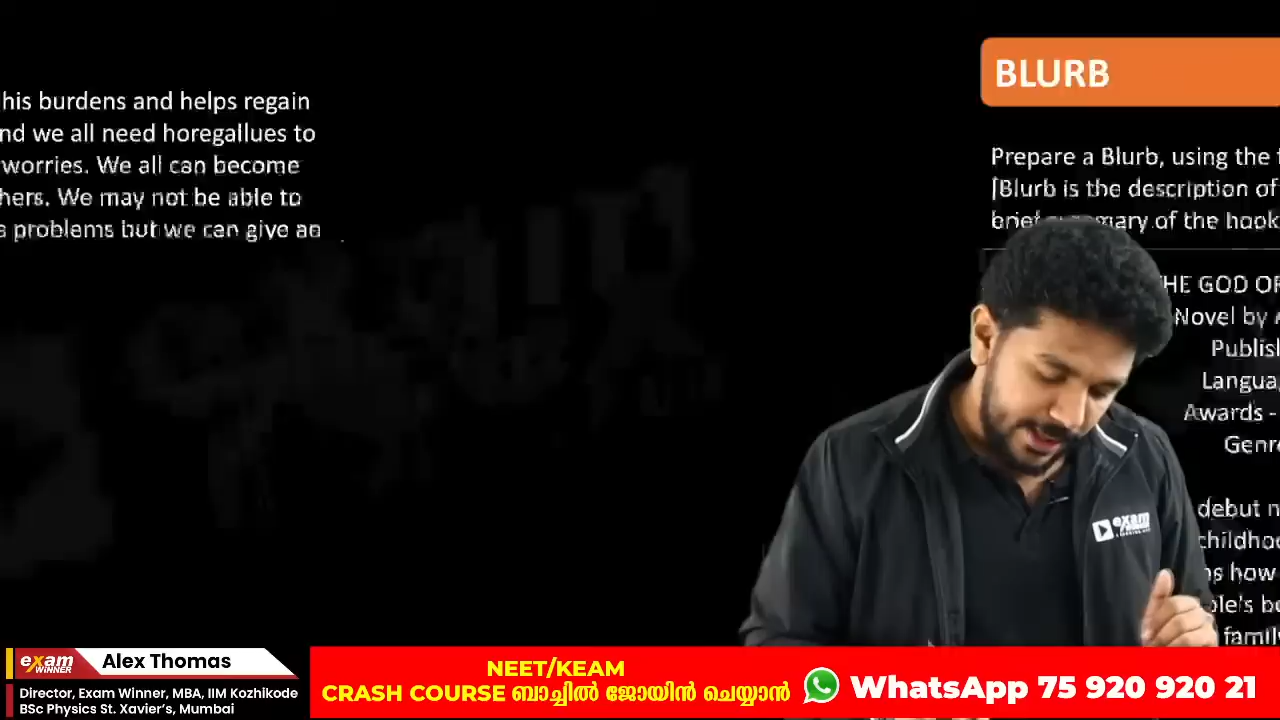 his burdens and helps regain
nd we all need horegallues to
worries. We all can become
hers. We may not be able to
problems but we can give an
BLURB
Prepare a Blurb, using the
[Blurb is the description of
brief summary of the book
THE GOD OF
Novel by
Publis
Langua
Awards -
Genre
debut
childho
how
ple's
family
exam
exam
WINNER
Alex Thomas
Director, Exam Winner, MBA, IIM Kozhikode
BSc Physics St. Xavier's, Mumbai
NEET/KEAM
CRASH COURSE ബാച്ചിൽ ജോയിൻ ചെയ്യാൻ
WhatsApp 75 920 920 21